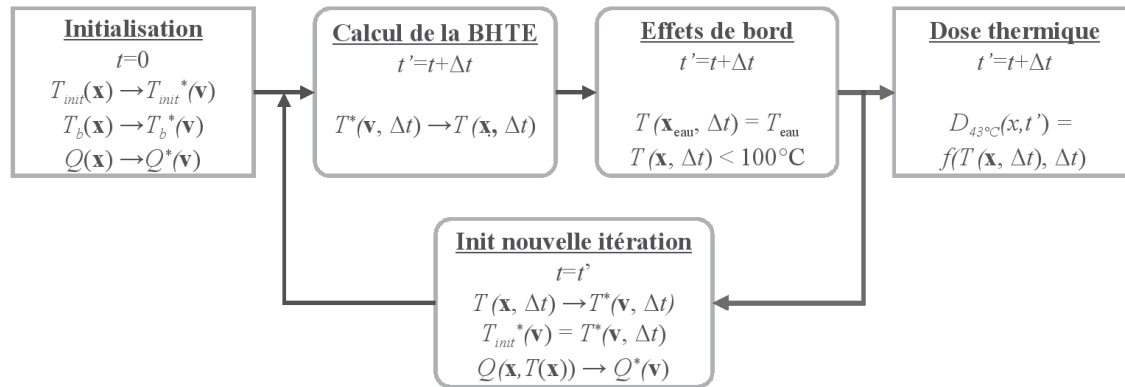 Initialisation
t=0
T_init(x) → T_init*(v)
T_b(x) → T_b*(v)
Q(x) → Q*(v)
Calcul de la BHTE
t'=t+Δt
T*(v, Δt) → T(x, Δt)
Effets de bord
t'=t+Δt
T(x_eau, Δt) = T_eau
T(x, Δt) < 100°C
Dose thermique
t'=t+Δt
D_43°C(x,t') =
f(T(x, Δt), Δt)
Init nouvelle itération
t=t'
T(x, Δt) → T*(v, Δt)
T_init*(v) = T*(v, Δt)
Q(x,T(x)) → Q*(v)